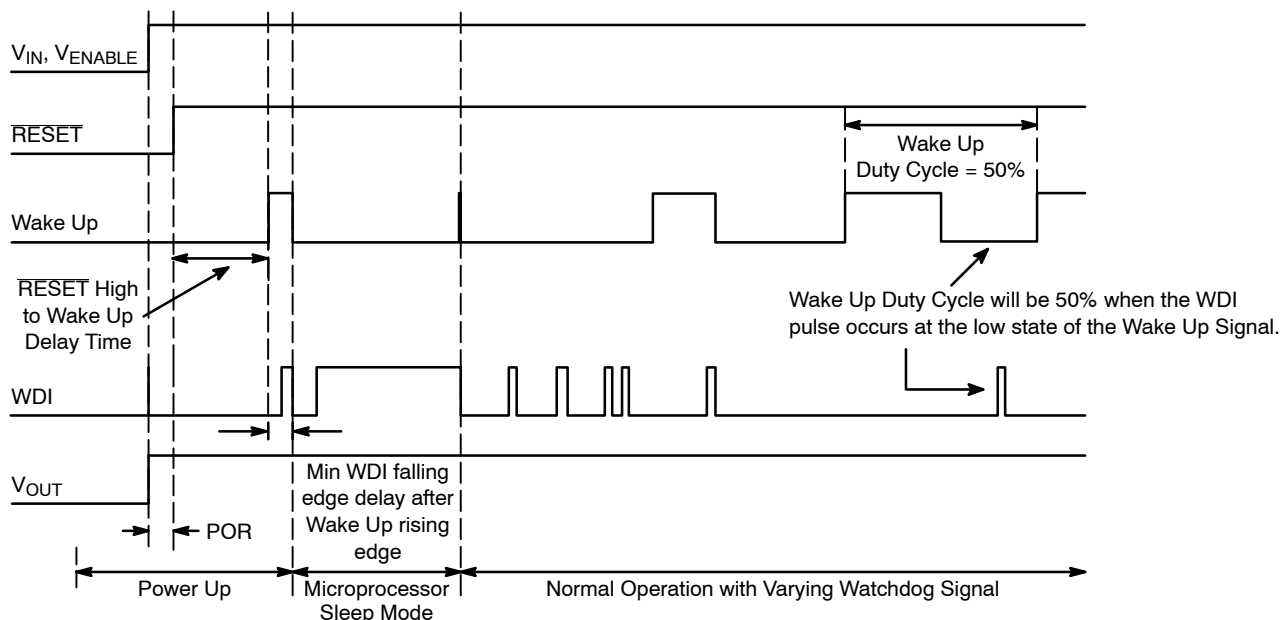 VIN, VENABLE
RESET
Wake Up
Duty Cycle = 50%
Wake Up
RESET High
to Wake Up
Delay Time
Wake Up Duty Cycle will be 50% when the WDI
pulse occurs at the low state of the Wake Up Signal.
WDI
VOUT
Min WDI falling
edge delay after
Wake Up rising
edge
POR
Power Up
Microprocessor
Sleep Mode
Normal Operation with Varying Watchdog Signal